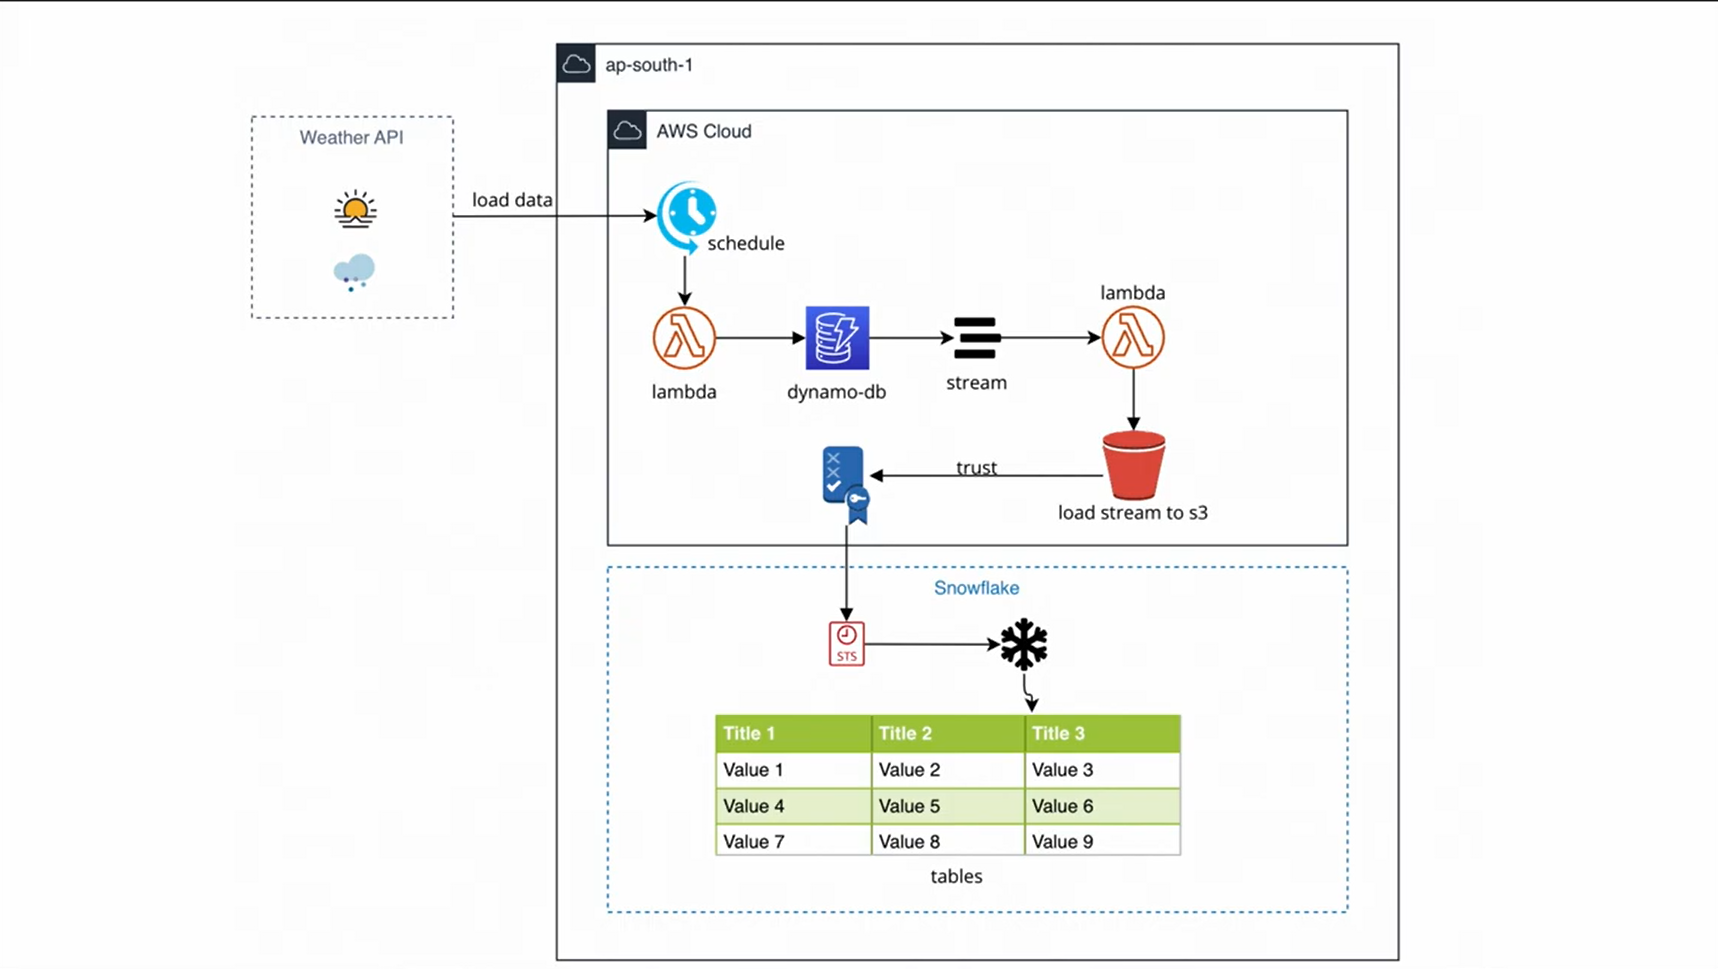 ap-south-1
Weather API
AWS Cloud
load data
schedule
lambda
lambda
dynamo-db
stream
trust
load stream to s3
Snowflake
STS
Title 1 Title 2 Title 3
Value 1 Value 2 Value 3
Value 4 Value 5 Value 6
Value 7 Value 8 Value 9
tables